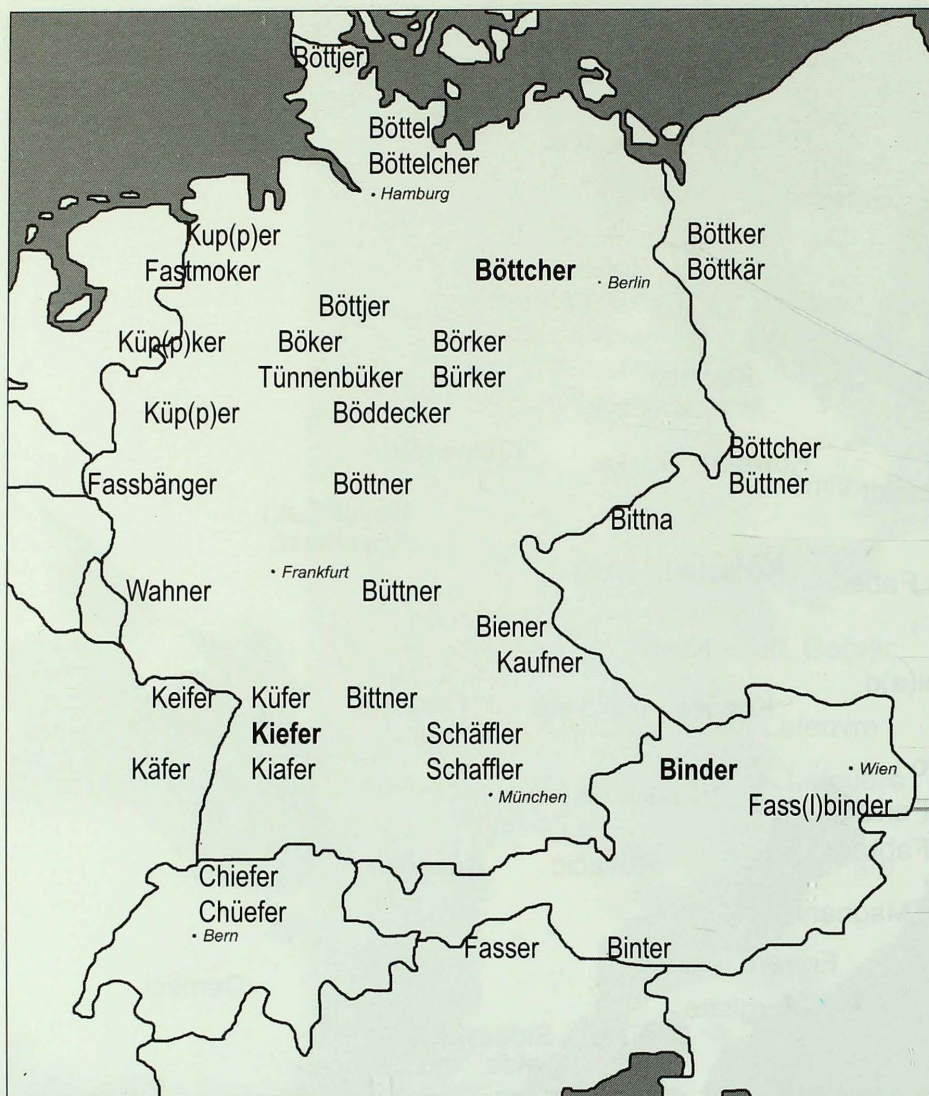 Böttjer
Böttel
Böttelcher
Hamburg
Kup(p)er
Böttker
Fastmoker
Böttcher
Berlin
Böttkär
Böttjer
Küp(p)ker
Böker
Börker
Tünnenbüker
Bürker
Küp(p)er
Böddecker
Böttcher
Fassbänger
Böttner
Büttner
Bittna
Frankfurt
Wahner
Büttner
Biener
Kaufner
Keifer
Küfer
Bittner
Kiefer
Schäffler
Käfer
Kiafer
Schaffler
Binder
Wien
München
Fass(l)binder
Chiefer
Chüefer
Bern
Fasser
Binter